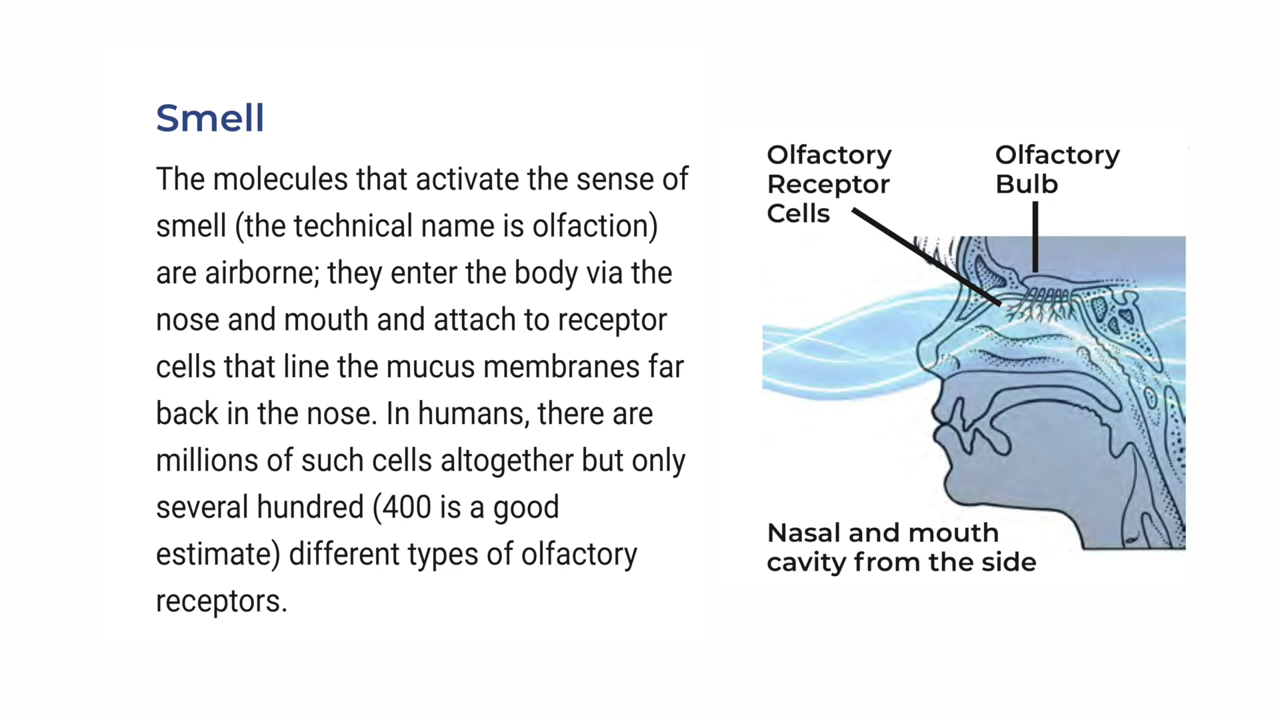 Smell
The molecules that activate the sense of
smell (the technical name is olfaction)
are airborne; they enter the body via the
nose and mouth and attach to receptor
cells that line the mucus membranes far
back in the nose. In humans, there are
millions of such cells altogether but only
several hundred (400 is a good
estimate) different types of olfactory
receptors.
Olfactory
Receptor
Cells
Olfactory
Bulb
Nasal and mouth
cavity from the side